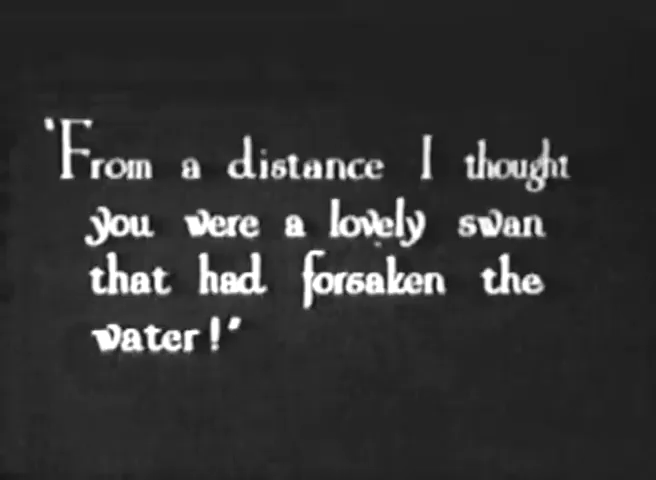 'From a distance I thought
you were a lovely swan
that had forsaken the
water!"